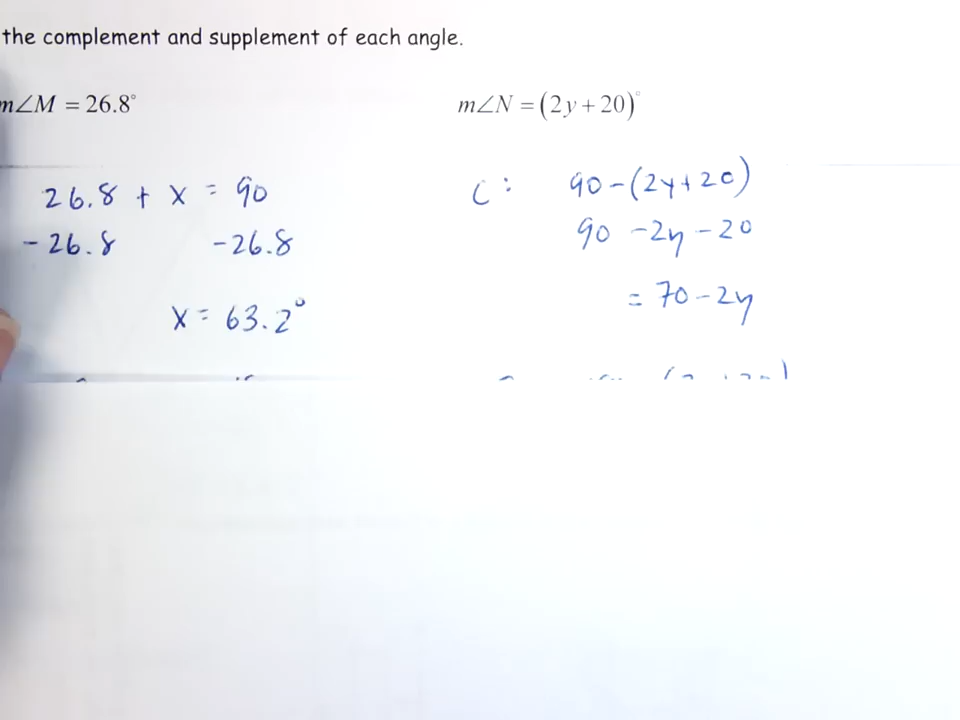 the complement and supplement of each angle.
m∠M = 26.8°
26.8 + x = 90
-26.8 -26.8
x = 63.2°
m∠N = (2y + 20)°
C: 90 - (2y + 20)
90 - 2y - 20
= 70 - 2y